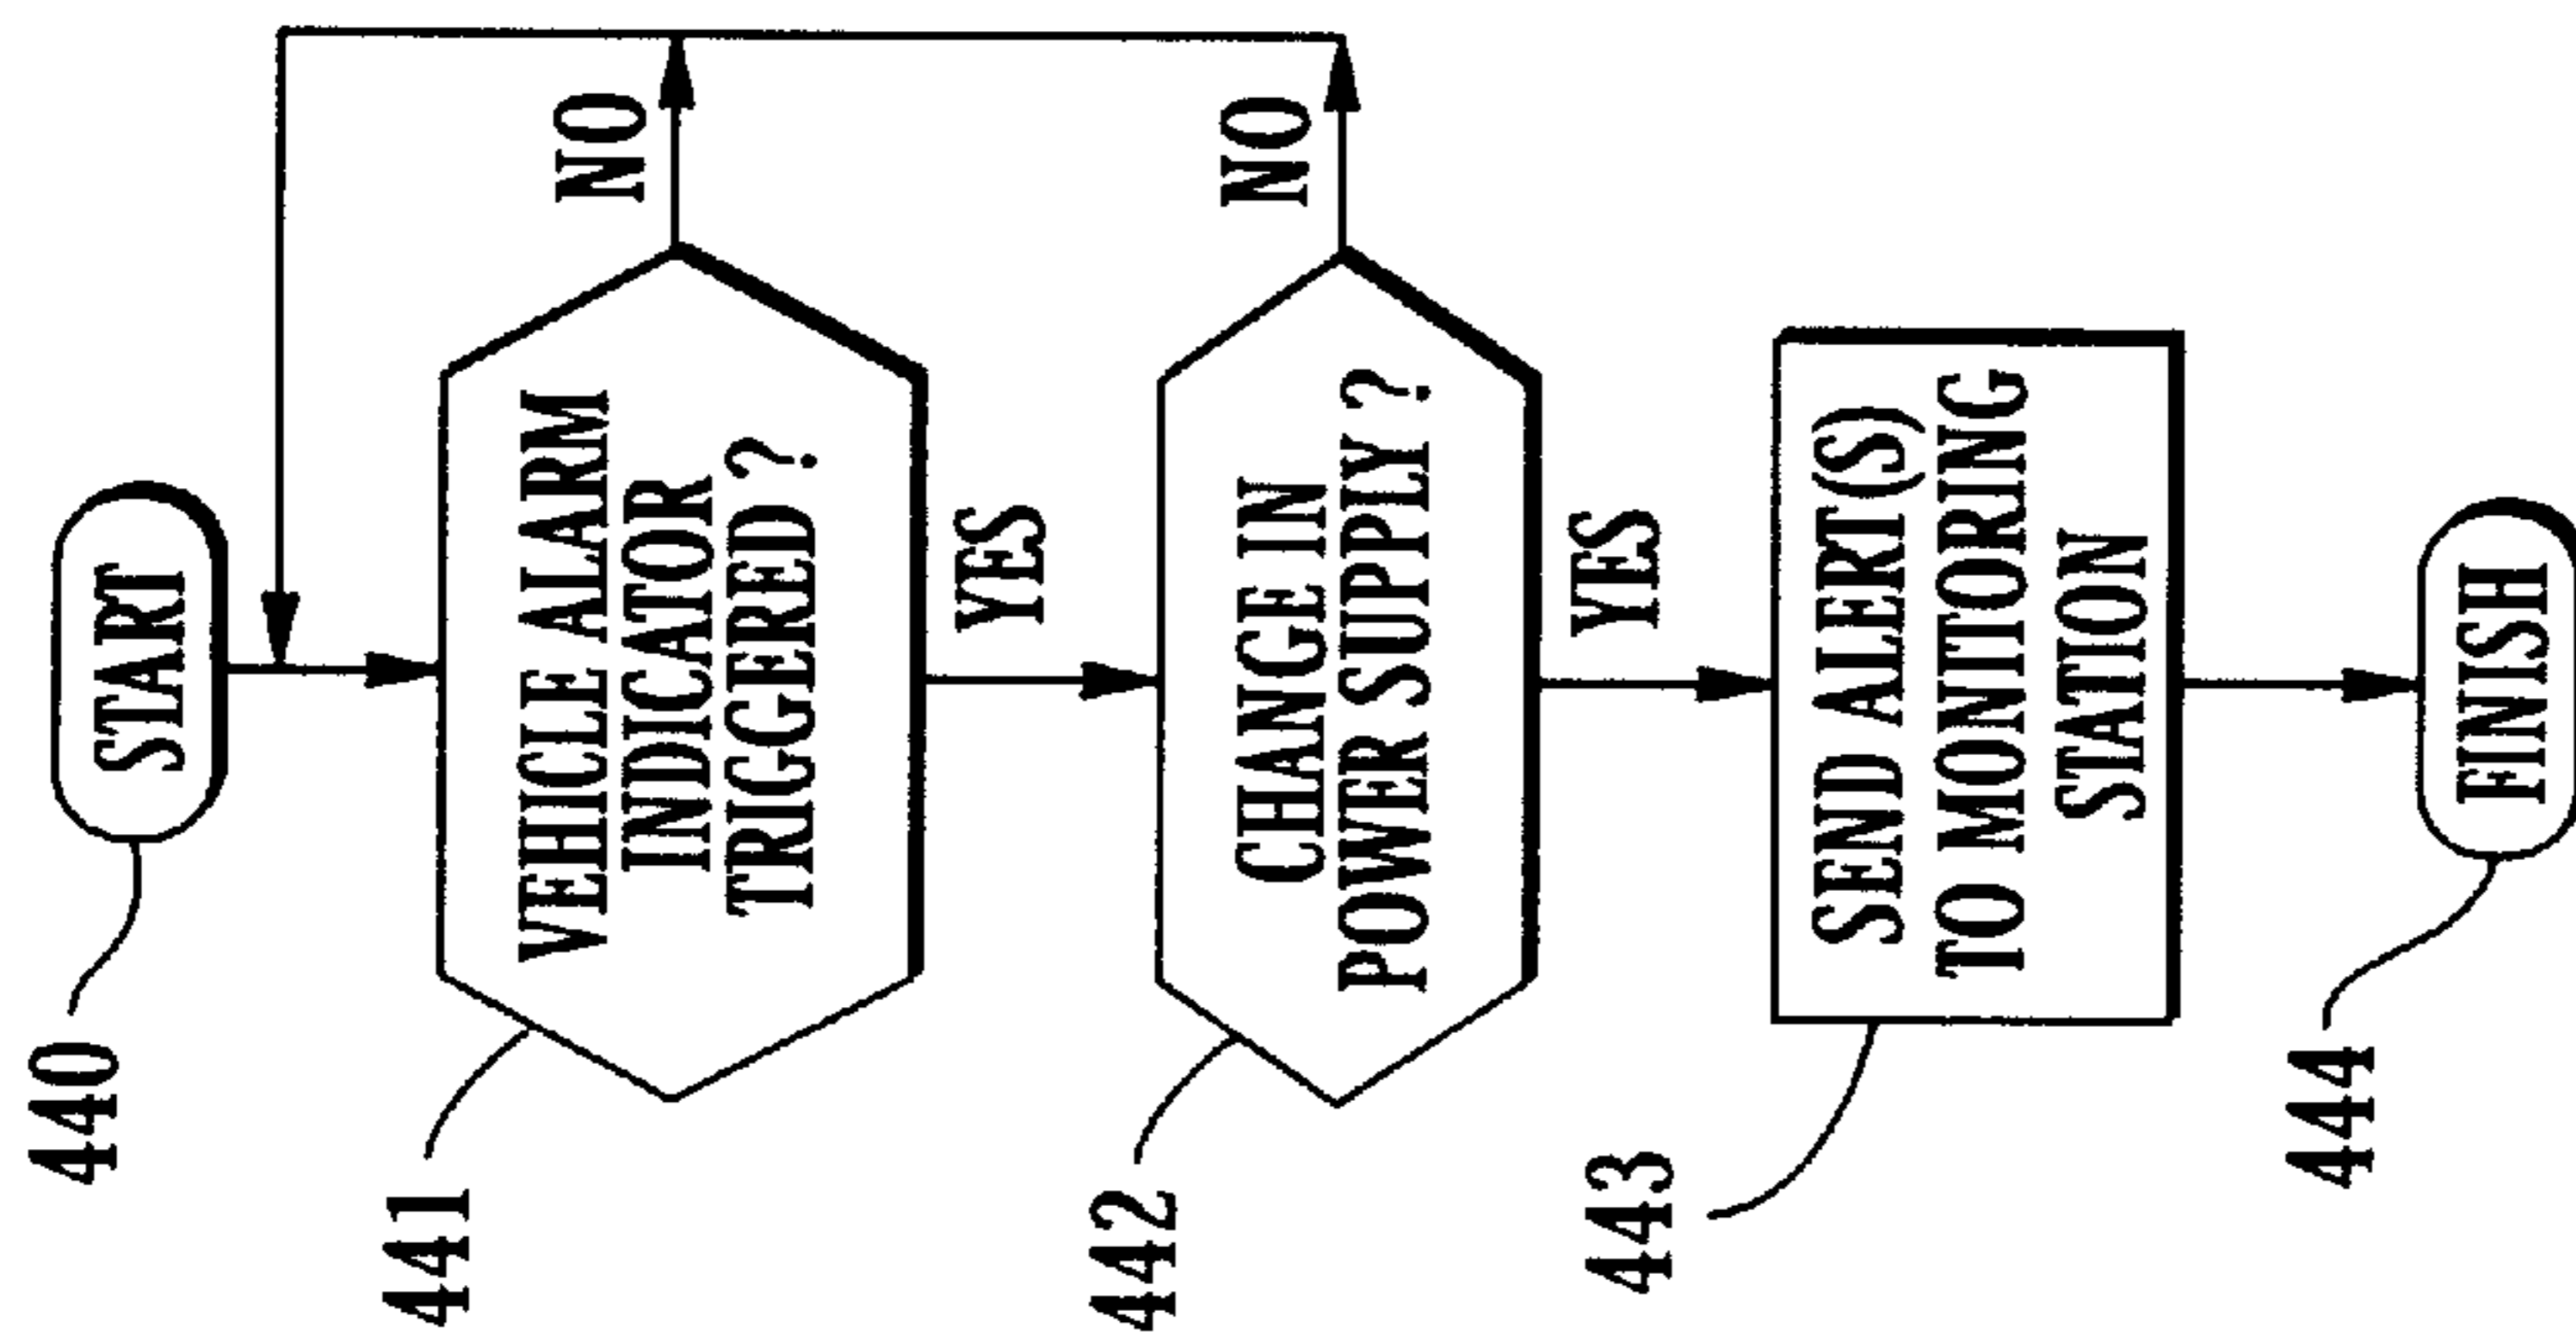 440
START
441
VEHICLE ALARM
INDICATOR
TRIGGERED ?
NO
YES
442
CHANGE IN
POWER SUPPLY ?
NO
YES
443
SEND ALERT(S)
TO MONITORING
STATION
444
FINISH